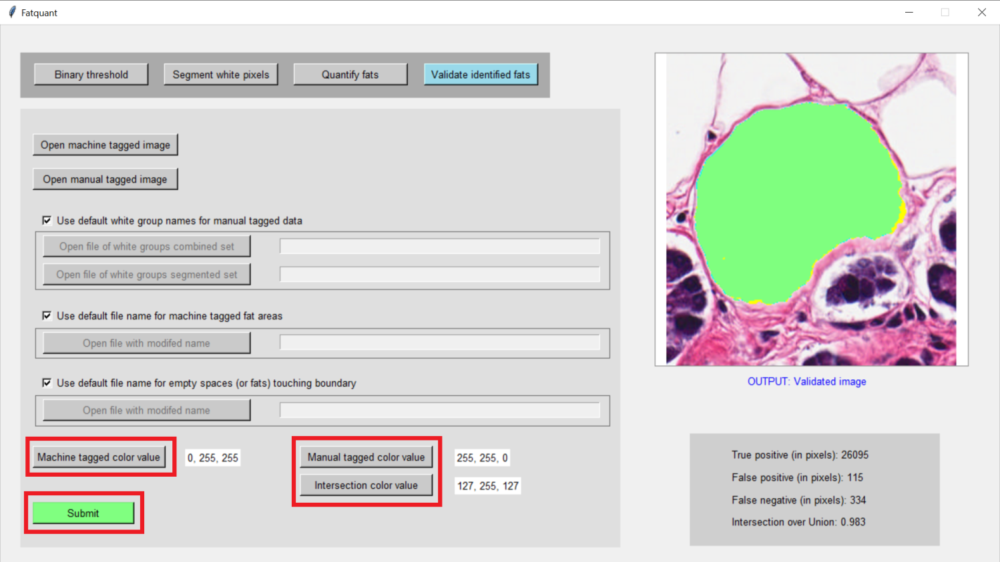 Fatquant
Binary threshold
Segment white pixels
Quantify fats
Validate identified fats
Open machine tagged image
Open manual tagged image
Use default white group names for manual tagged data
Open file of white groups combined set
Open file of white groups segmented set
Use default file name for machine tagged fat areas
Open file with modifed name
Use default file name for empty spaces (or fats) touching boundary
Open file with modifed name
Machine tagged color value
0, 255, 255
Manual tagged color value
255, 255, 0
Intersection color value
127, 255, 127
Submit
OUTPUT: Validated image
True positive (in pixels): 26095
False positive (in pixels): 115
False negative (in pixels): 334
Intersection over Union: 0.983